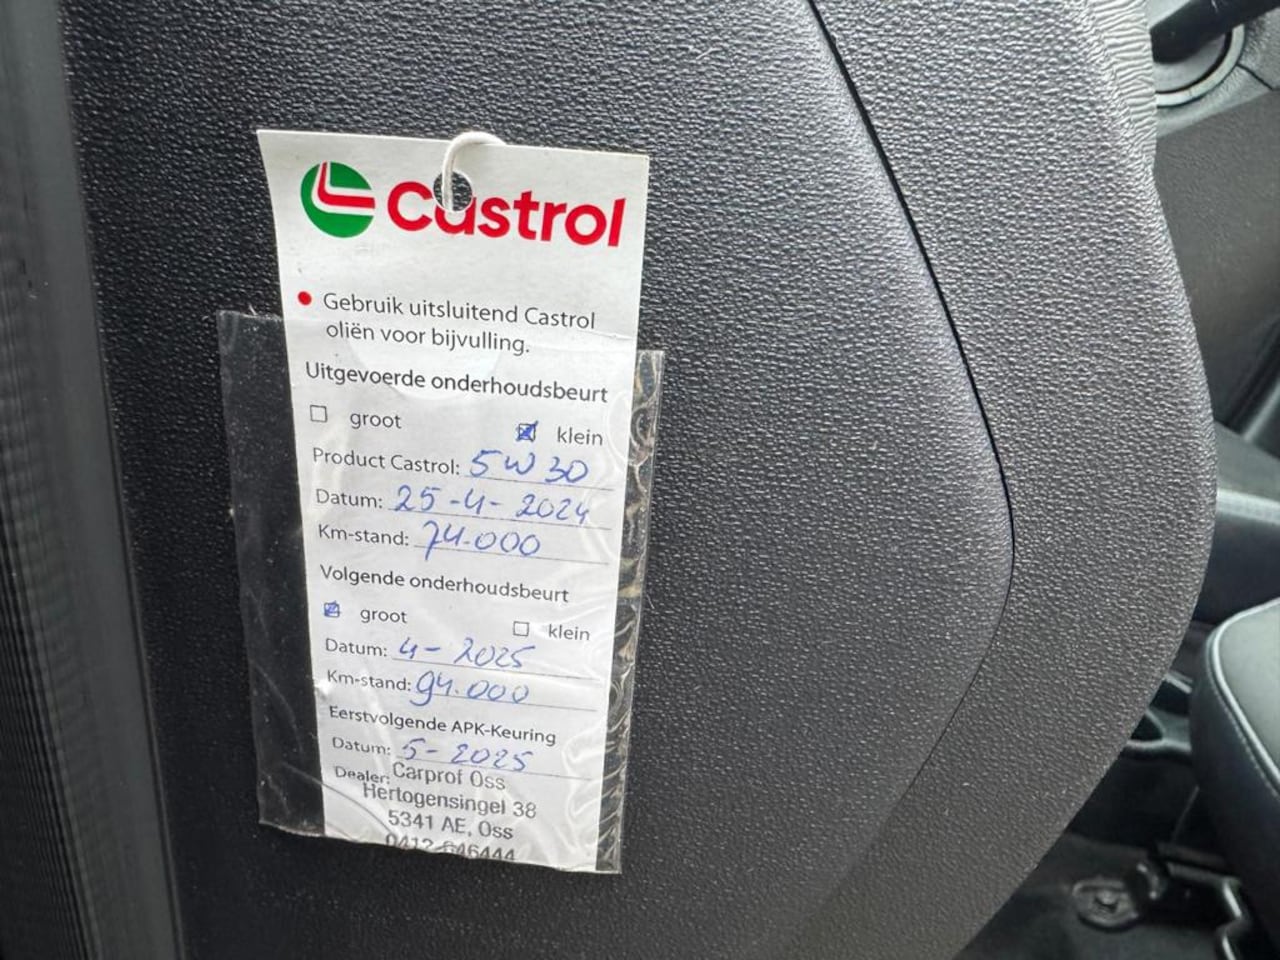 Castrol
Gebruik uitsluitend Castrol
oliën voor bijvulling.
Uitgevoerde onderhoudsbeurt
groot klein
Product Castrol: 5W30
Datum: 25-4-2024
Km-stand: 74.000
Volgende onderhoudsbeurt
groot klein
Datum: 4-2025
Km-stand: 94.000
Eerstvolgende APK-Keuring
Datum: 5-2025
Dealer: Carprof Oss
Hertogensingel 38
5341 AE, Oss
0412-646444